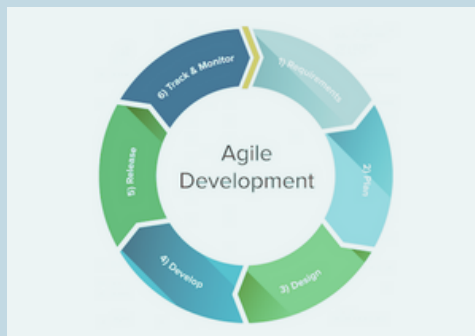 Agile
Development
1) Requirements
2) Plan
3) Design
4) Develop
5) Release
6) Track & Monitor